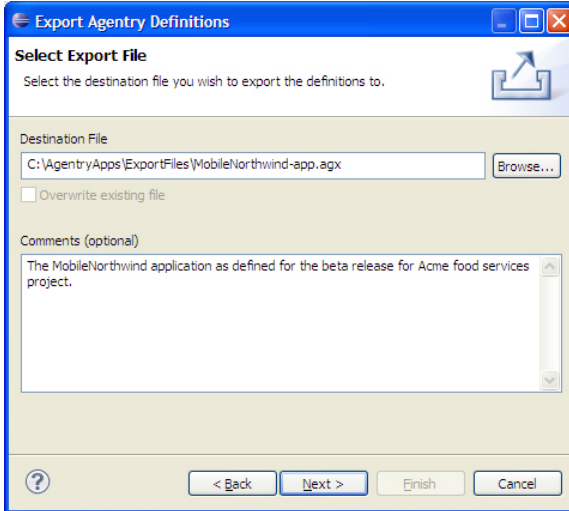 Export Agentry Definitions
Select Export File
Select the destination file you wish to export the definitions to.
Destination File
C:\AgentryApps\ExportFiles\MobileNorthwind-app.agx
Browse...
Overwrite existing file
Comments (optional)
The MobileNorthwind application as defined for the beta release for Acme food services
project.
?
< Back
Next >
Finish
Cancel